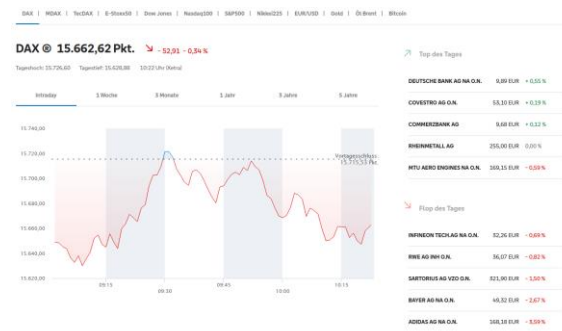 DAX | MDAX | TecDAX | E-Stoxx50 | Dow Jones | Nasdaq100 | S&P500 | Nikkei225 | EUR/USD | Gold | Öl Brent | Bitcoin
DAX ® 15.662,62 Pkt. - 52,91 - 0,34 %
Tageshoch: 15.726,60 Tagestief: 15.628,88 10:22 Uhr (Xetra)
Intraday 1 Woche 3 Monate 1 Jahr 3 Jahre 5 Jahre
15.740,00
15.720,00
Vortagesschluss
15.715,53 Pkt.
15.700,00
15.680,00
15.660,00
15.640,00
15.620,00
09:15 09:30 09:45 10:00 10:15
Top des Tages
DEUTSCHE BANK AG NA O.N. 9,89 EUR + 0,55 %
COVESTRO AG O.N. 53,10 EUR + 0,19 %
COMMERZBANK AG 9,68 EUR + 0,12 %
RHEINMETALL AG 255,00 EUR 0,00 %
MTU AERO ENGINES NA O.N. 169,15 EUR
Flop des Tages
INFINEON TECH.AG NA O.N. 32,26 EUR
RWE AG INH O.N. 36,07 EUR - 0,82 %
SARTORIUS AG VZO O.N. 321,90 EUR
BAYER AG NA O.N. 49,32 EUR - 2,67 %
ADIDAS AG NA O.N. 168,18 EUR